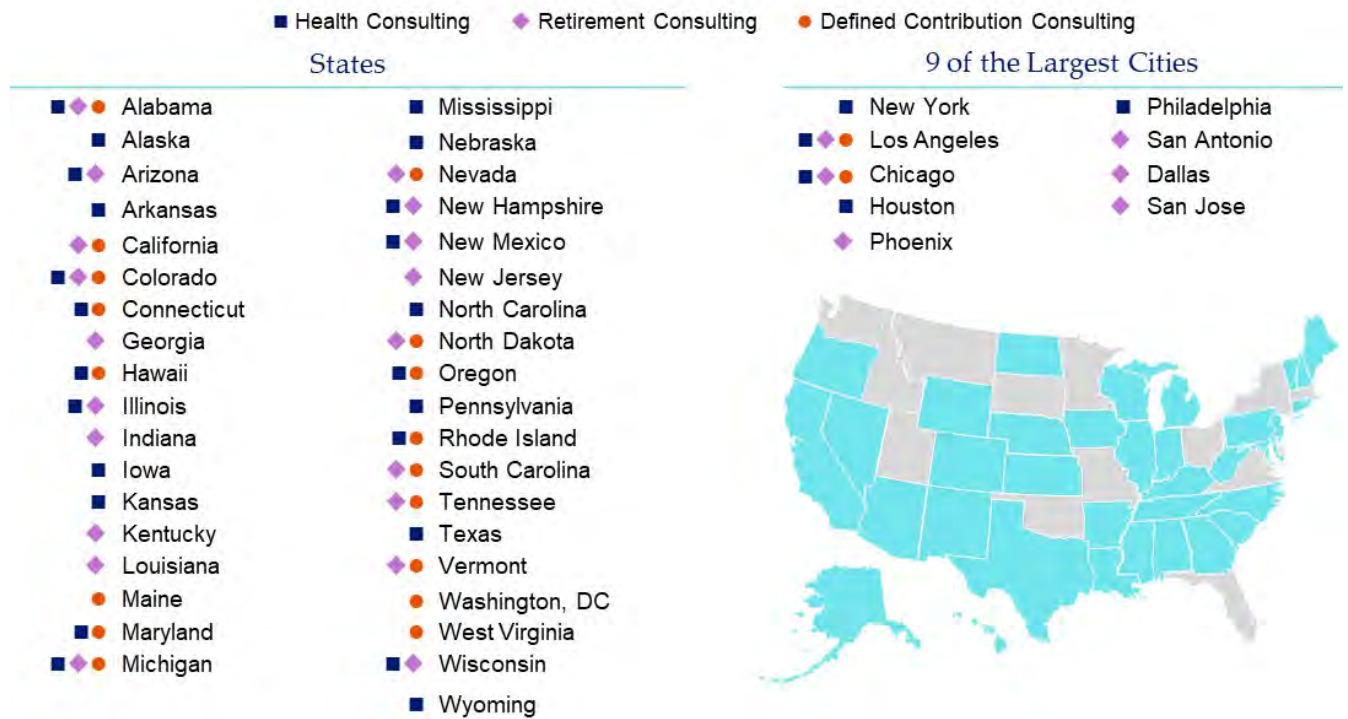 Health Consulting Retirement Consulting Defined Contribution Consulting
States
Alabama
Alaska
Arizona
Arkansas
California
Colorado
Connecticut
Georgia
Hawaii
Illinois
Indiana
Iowa
Kansas
Kentucky
Louisiana
Maine
Maryland
Michigan
Mississippi
Nebraska
Nevada
New Hampshire
New Mexico
New Jersey
North Carolina
North Dakota
Oregon
Pennsylvania
Rhode Island
South Carolina
Tennessee
Texas
Vermont
Washington, DC
West Virginia
Wisconsin
Wyoming
9 of the Largest Cities
New York
Los Angeles
Chicago
Houston
Phoenix
Philadelphia
San Antonio
Dallas
San Jose